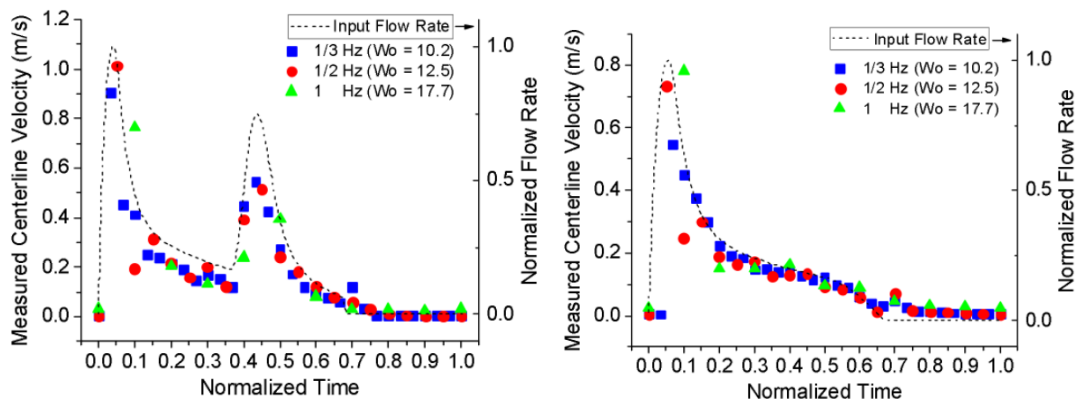 Input Flow Rate
1/3 Hz (Wo = 10.2)
1/2 Hz (Wo = 12.5)
1 Hz (Wo = 17.7)
Measured Centerline Velocity (m/s)
1.2
1.0
0.8
0.6
0.4
0.2
0.0
1.0
0.5
0.0
Normalized Flow Rate
0.0 0.1 0.2 0.3 0.4 0.5 0.6 0.7 0.8 0.9 1.0
Normalized Time
Input Flow Rate
1/3 Hz (Wo = 10.2)
1/2 Hz (Wo = 12.5)
1 Hz (Wo = 17.7)
Measured Centerline Velocity (m/s)
0.8
0.6
0.4
0.2
0.0
1.0
0.5
0.0
Normalized Flow Rate
0.0 0.1 0.2 0.3 0.4 0.5 0.6 0.7 0.8 0.9 1.0
Normalized Time